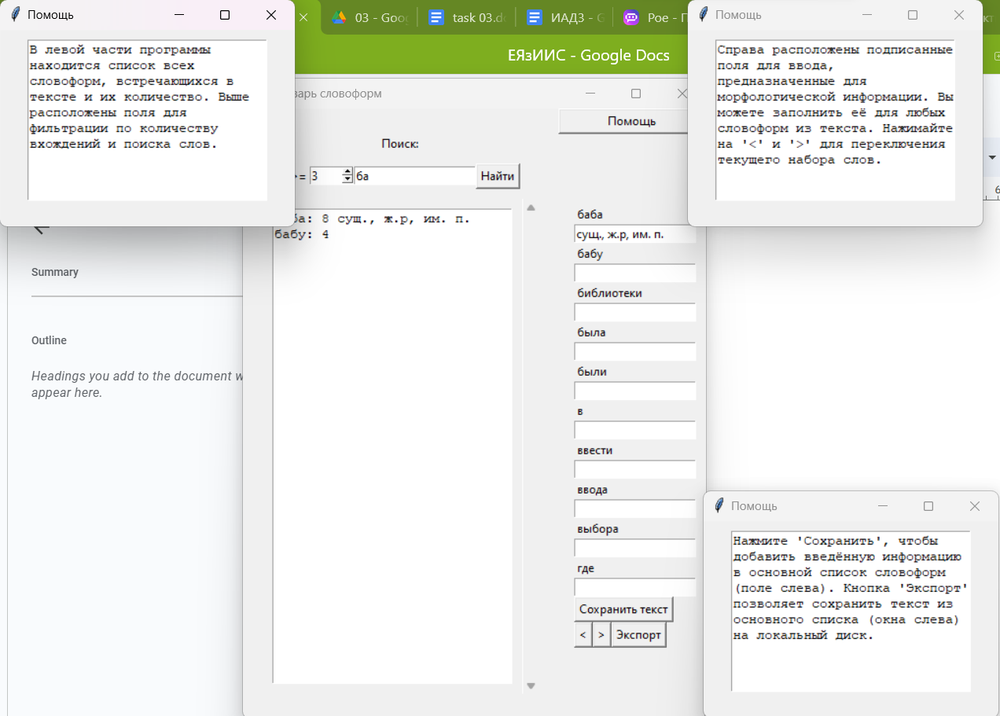 Помощь
В левой части программы
находится список всех
словоформ, встречающихся в
тексте и их количество. Выше
расположены поля для
фильтрации по количеству
вхождений и поиска слов.
03 - Goo
task 03.d
ИАДЗ - G
Poe - П
ЕЯзИИС - Google Docs
Помощь
Справа расположены подписанные
поля для ввода,
предназначенные для
морфологической информации. Вы
можете заполнить её для любых
словоформ из текста. Нажимайте
на '<' и '>' для переключения
текущего набора слов.
варь словоформ
Помощь
Поиск:
>= 3 ба Найти
ба: 8 сущ., ж.р, им. п.
бабу: 4
баба
сущ., ж.р, им. п.
бабу
библиотеки
была
были
в
ввести
ввода
выбора
где
Сохранить текст
< > Экспорт
Summary
Outline
Headings you add to the document w
appear here.
6
Помощь
Нажмите 'Сохранить', чтобы
добавить введённую информацию
в основной список словоформ
(поле слева). Кнопка 'Экспорт'
позволяет сохранить текст из
основного списка (окна слева)
на локальный диск.